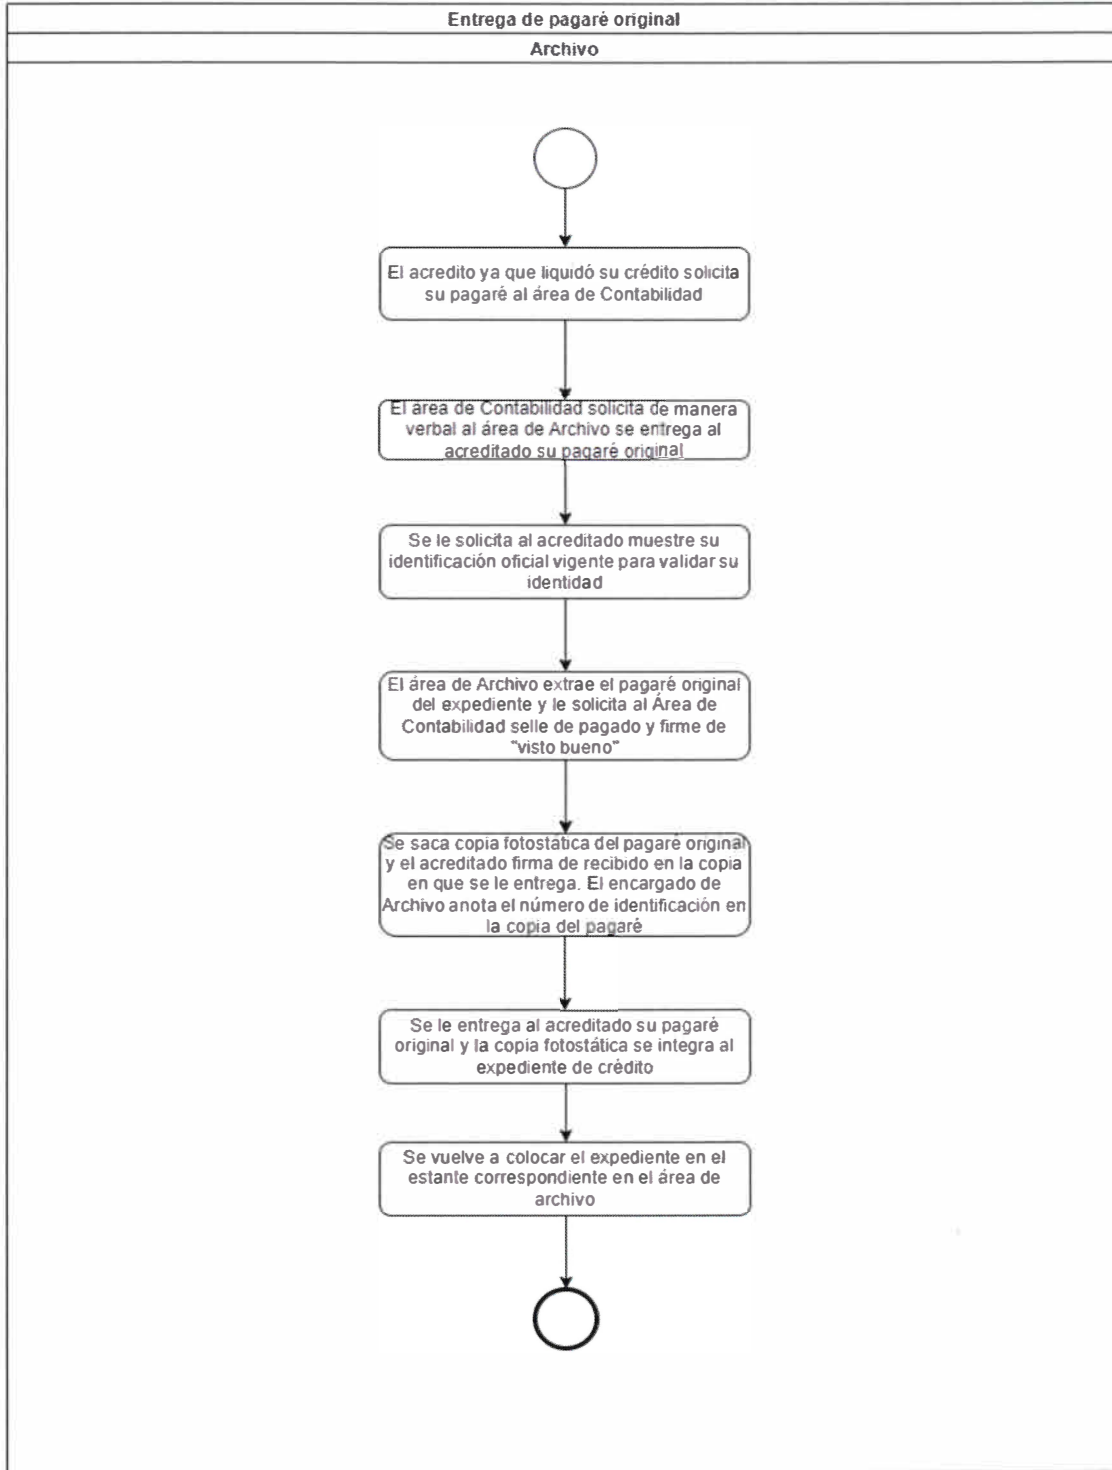 Entrega de pagaré original
Archivo
El acredito ya que liquidó su crédito solicita
su pagaré al área de Contabilidad
El área de Contabilidad solicita de manera
verbal al área de Archivo se entrega al
acreditado su pagaré original
Se le solicita al acreditado muestre su
identificación oficial vigente para validar su
identidad
El área de Archivo extrae el pagaré original
del expediente y le solicita al Área de
Contabilidad selle de pagado y firme de
"visto bueno"
Se saca copia fotostática del pagaré original
y el acreditado firma de recibido en la copia
en que se le entrega. El encargado de
Archivo anota el número de identificación en
la copia del pagaré
Se le entrega al acreditado su pagaré
original y la copia fotostática se integra al
expediente de crédito
Se vuelve a colocar el expediente en el
estante correspondiente en el área de
archivo